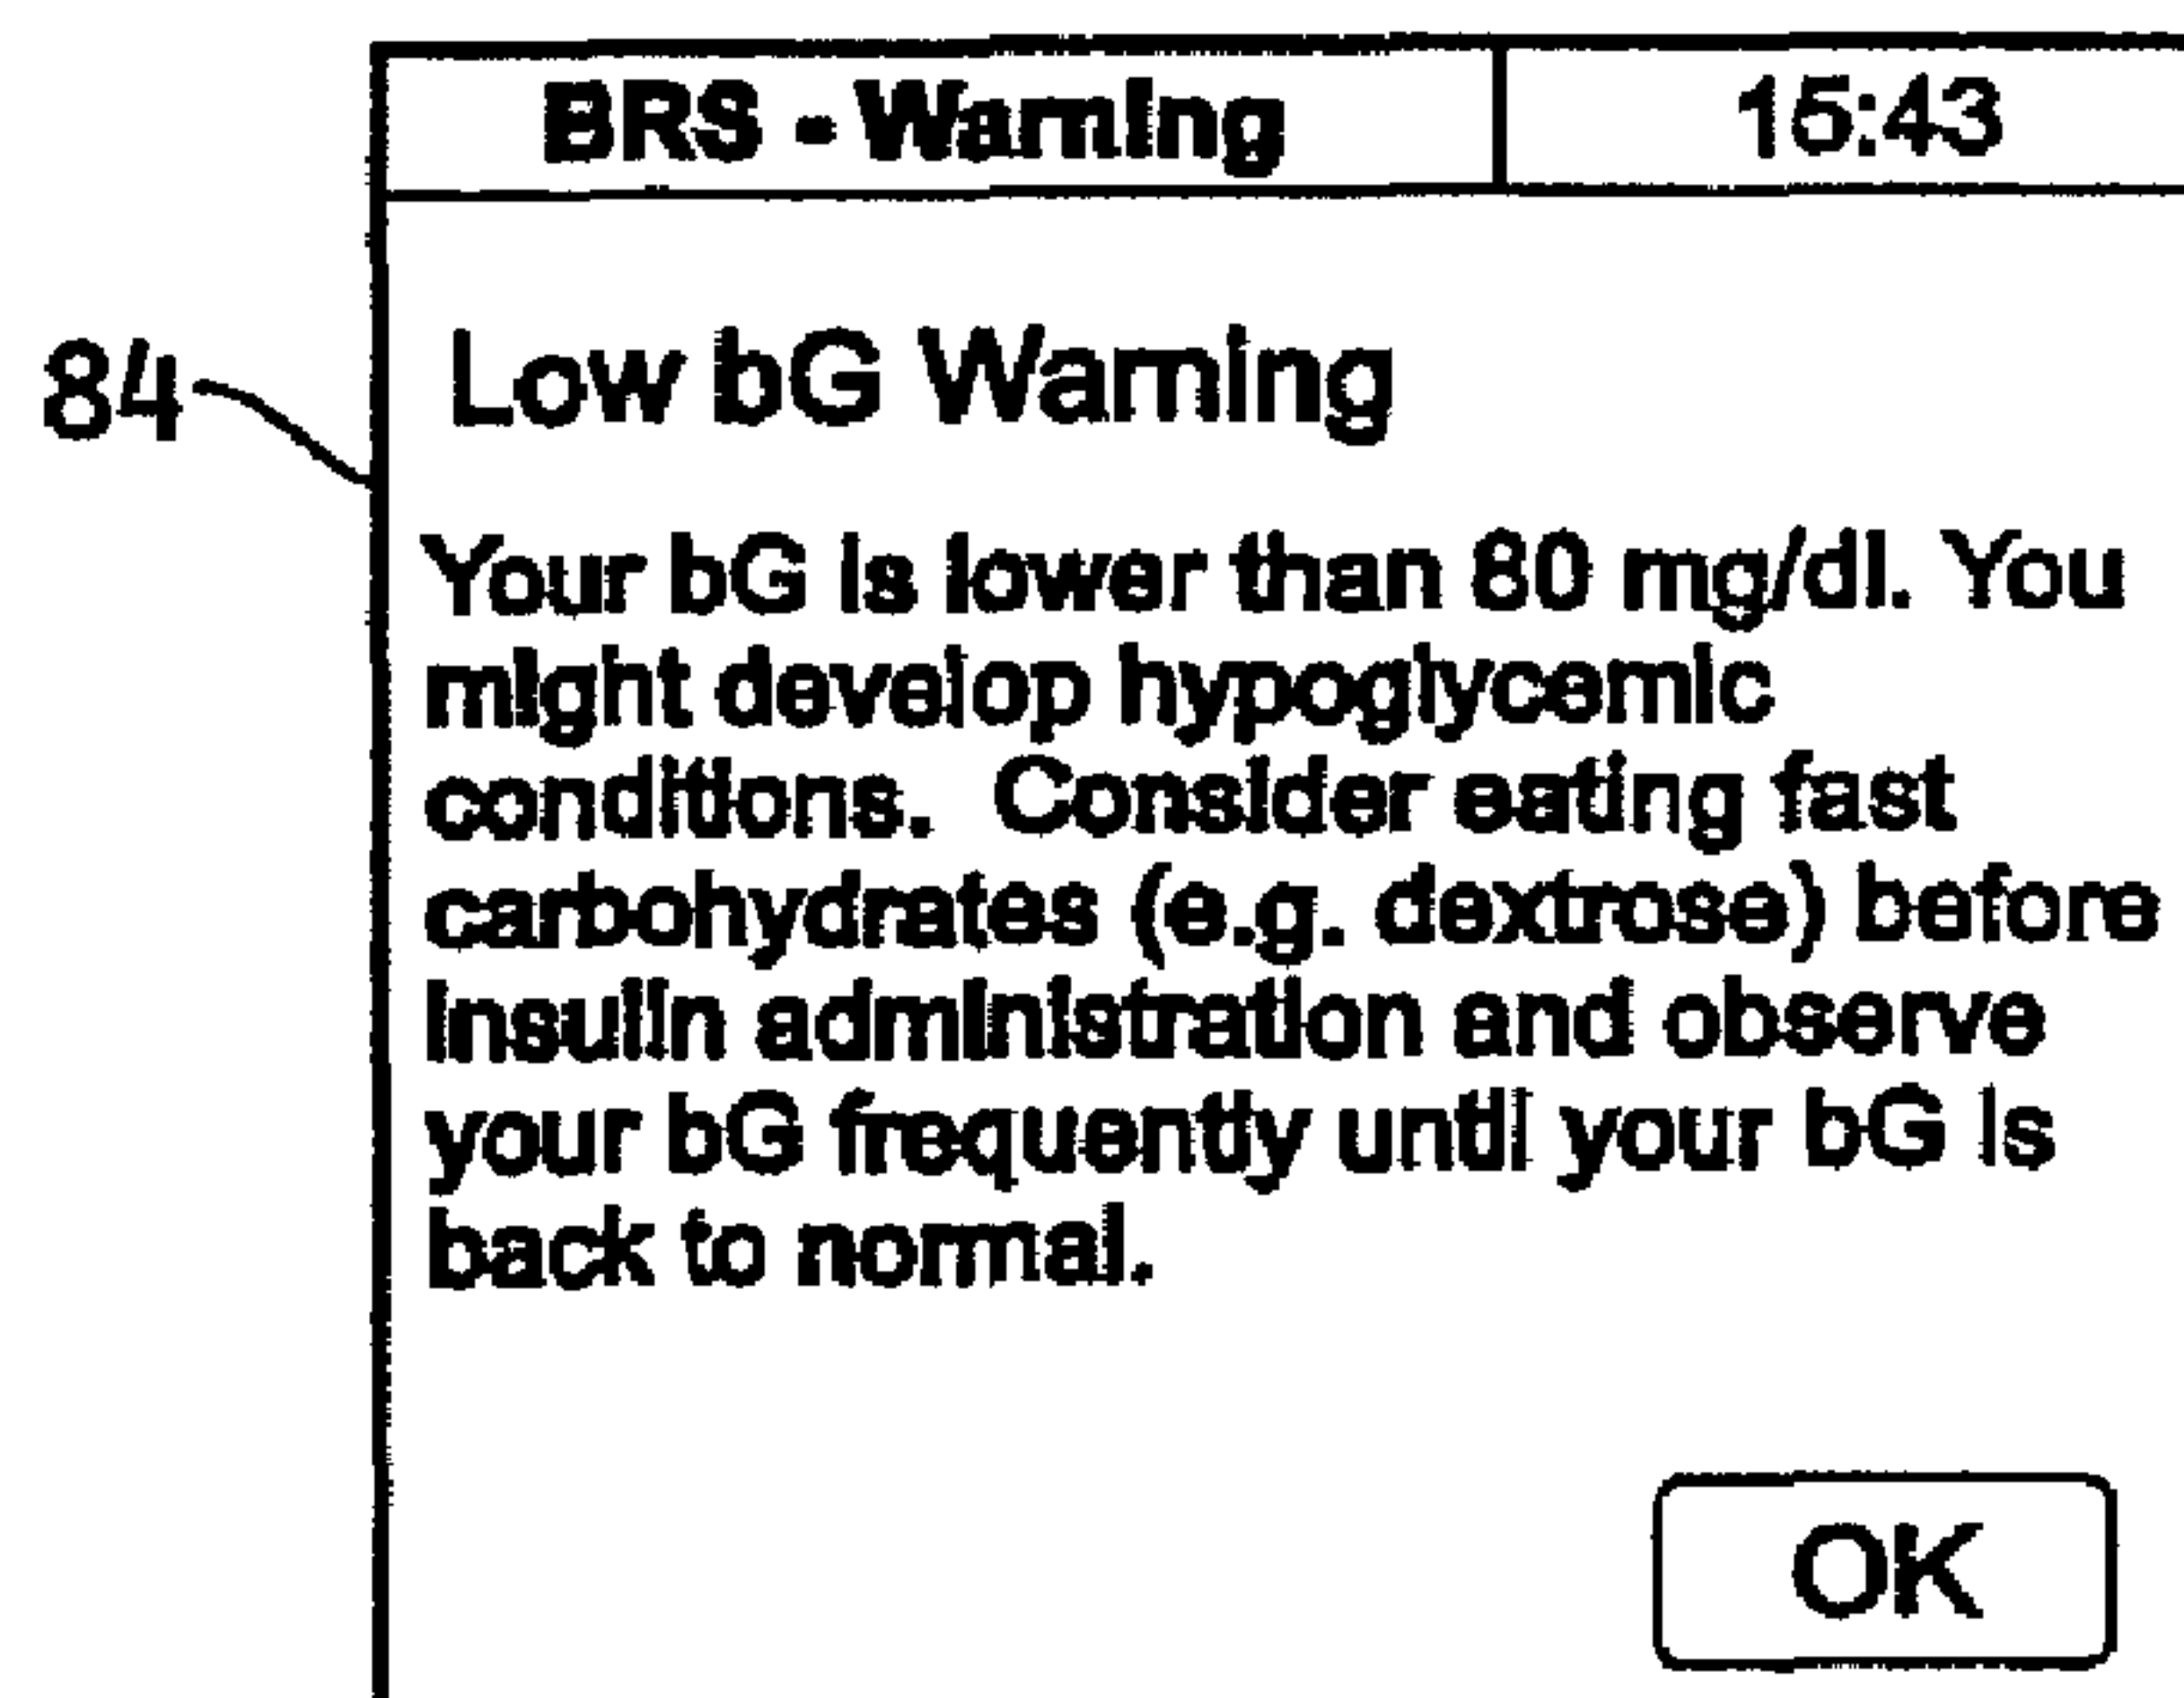 BRS - Warning 15:43
84
Low bG Warning
Your bG is lower than 80 mg/dl. You
might develop hypoglycemic
conditions. Consider eating fast
carbohydrates (e.g. dextrose) before
insulin administration and observe
your bG frequently until your bG is
back to normal.
OK